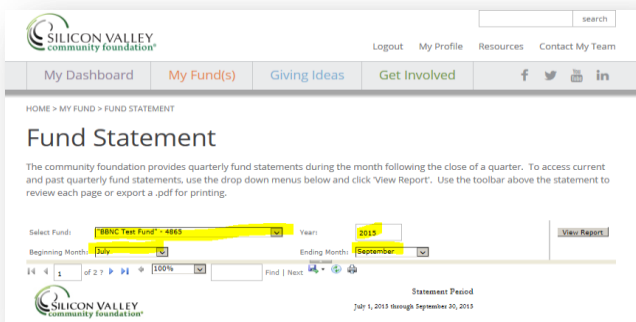 search
SILICON VALLEY
community foundation®
Logout My Profile Resources Contact My Team
My Dashboard My Fund(s) Giving Ideas Get Involved
HOME > MY FUND > FUND STATEMENT
Fund Statement
The community foundation provides quarterly fund statements during the month following the close of a quarter. To access current
and past quarterly fund statements, use the drop down menus below and click 'View Report'. Use the toolbar above the statement to
review each page or export a .pdf for printing.
Select Fund: "BBNC Test Fund" - 4865 Year: 2015 View Report
Beginning Month: July Ending Month: September
1 of 2 ? 100% Find | Next
SILICON VALLEY
community foundation®
Statement Period
July 1, 2015 through September 30, 2015